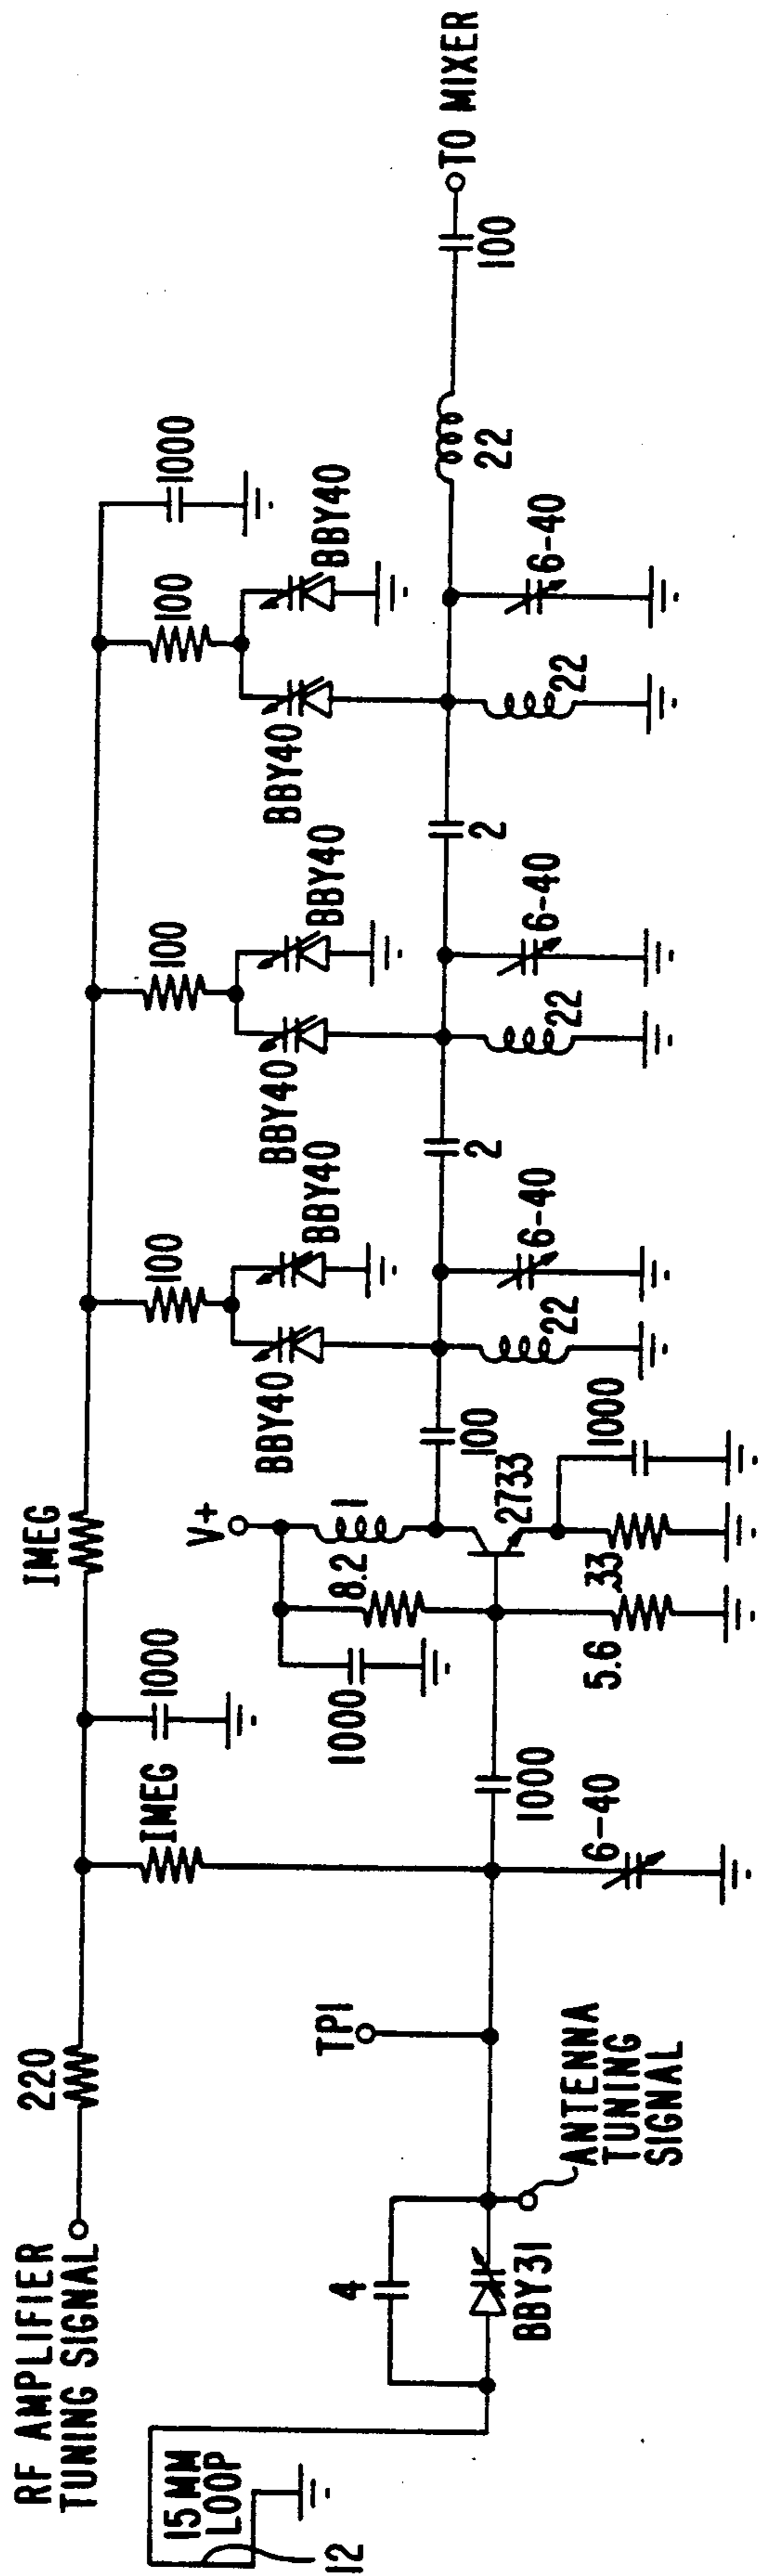 RF AMPLIFIER
TUNING SIGNAL
220
IMEG
1000
IMEG
100
100
100
1000
15 MM
LOOP
12
4
BBY31
ANTENNA
TUNING
SIGNAL
TP1
6-40
1000
1000
V+
8.2
1
5.6
2733
.33
1000
100
BBY40
BBY40
22
6-40
2
BBY40
BBY40
22
6-40
2
BBY40
BBY40
22
6-40
22
100
TO MIXER